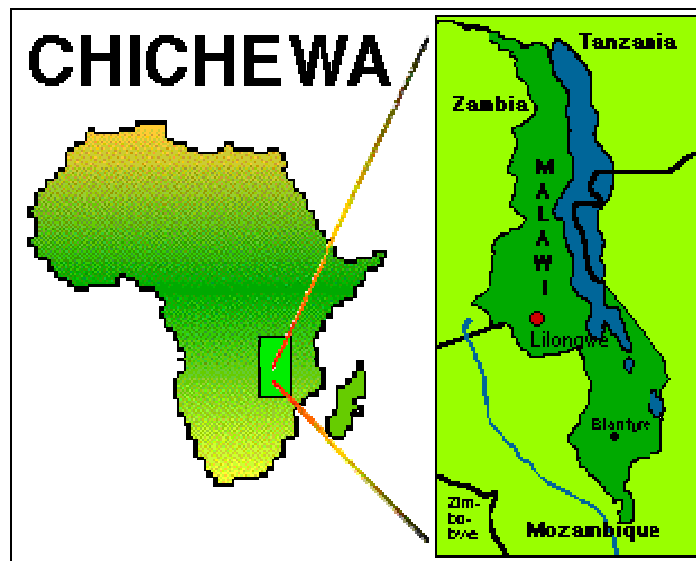 CHICHEWA
Tanzania
Zambia
MALAWI
Lilongwe
Blantyre
Zim-
ba-
bwe
Mozambique